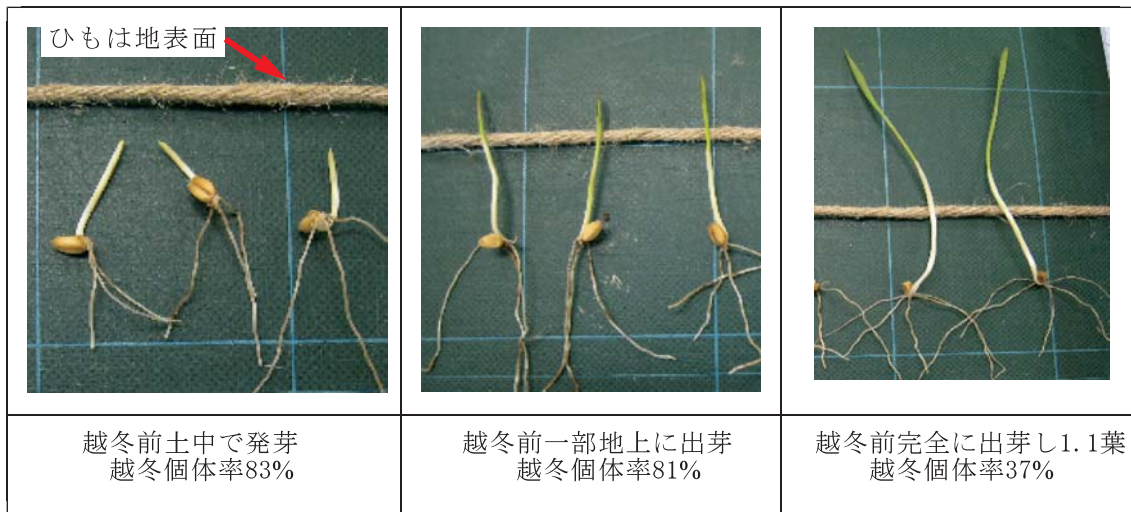 ひもは地表面
越冬前土中で発芽
越冬個体率83%
越冬前一部地上に出芽
越冬個体率81%
越冬前完全に出芽し1.1葉
越冬個体率37%